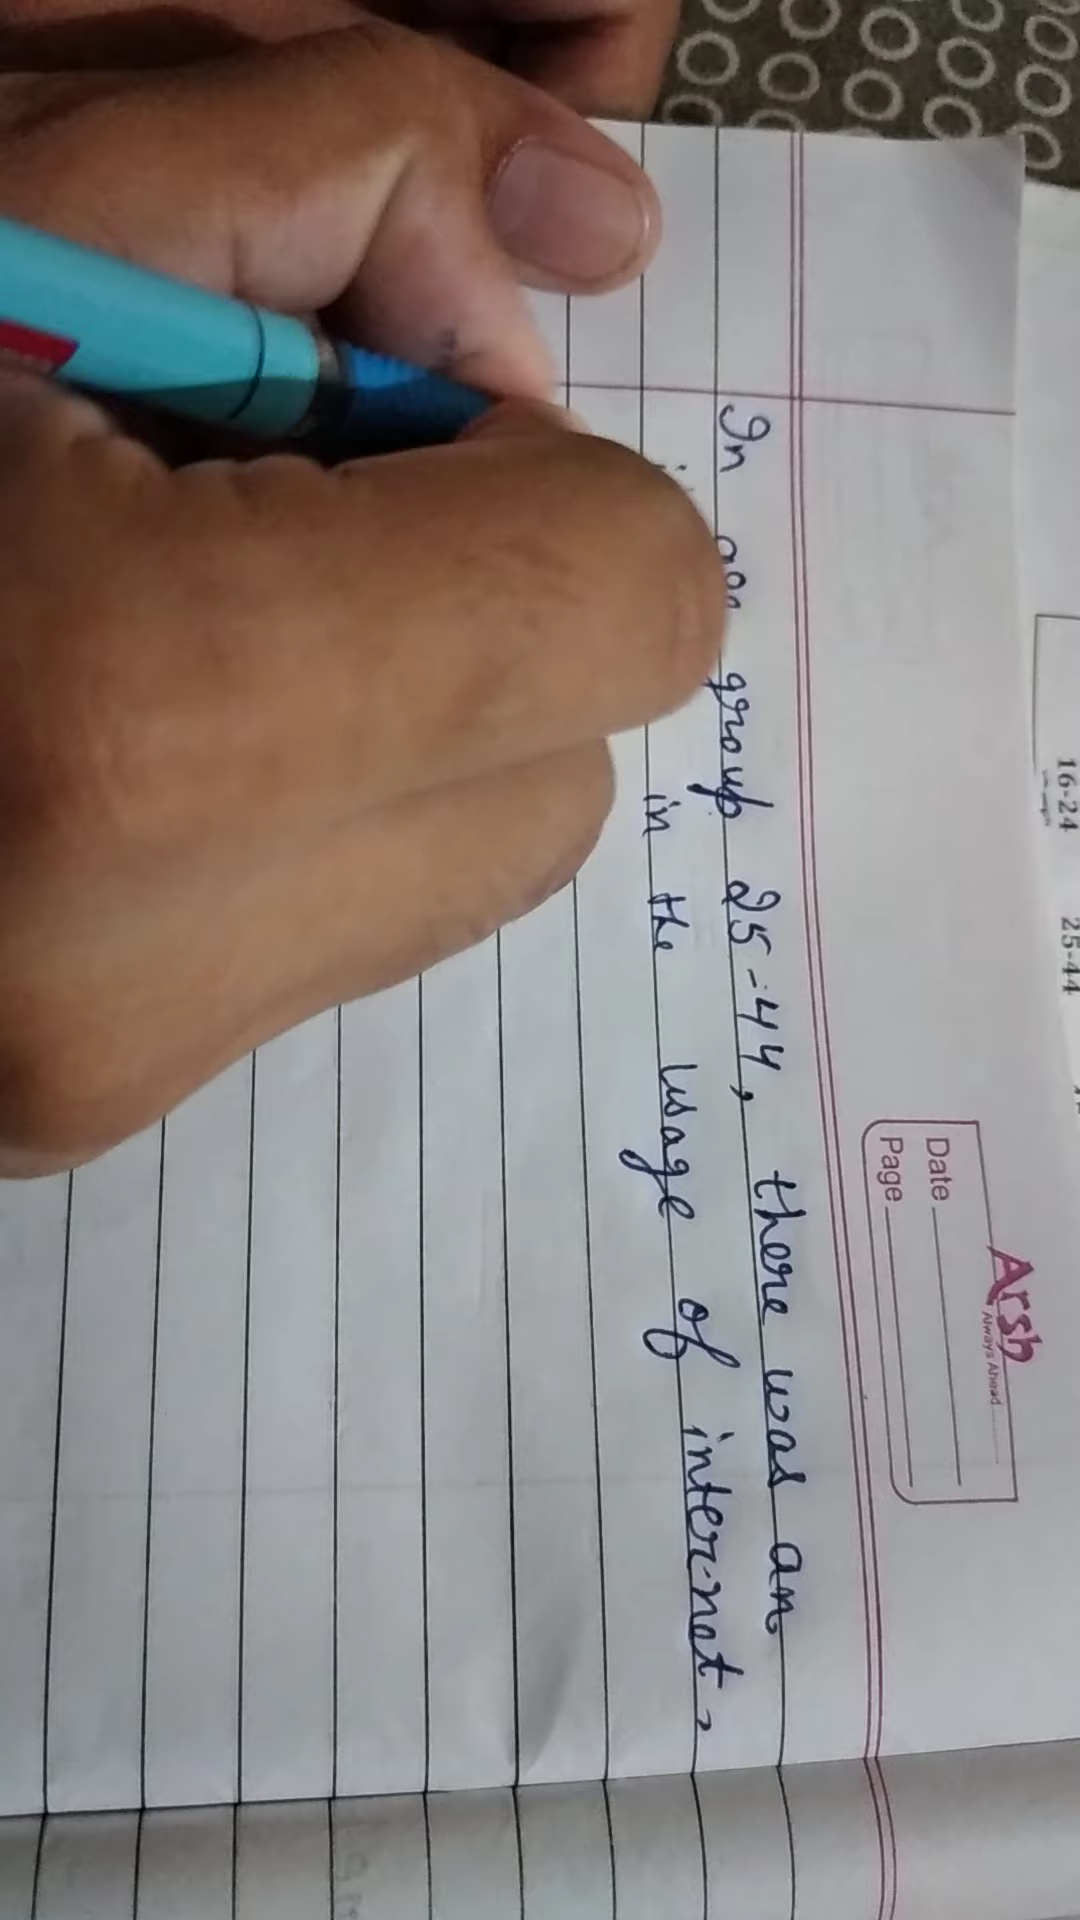 16-24 25-44
Arsh
Always Ahead......
Date
Page
In age group 25-44, there was an
in the usage of internet,